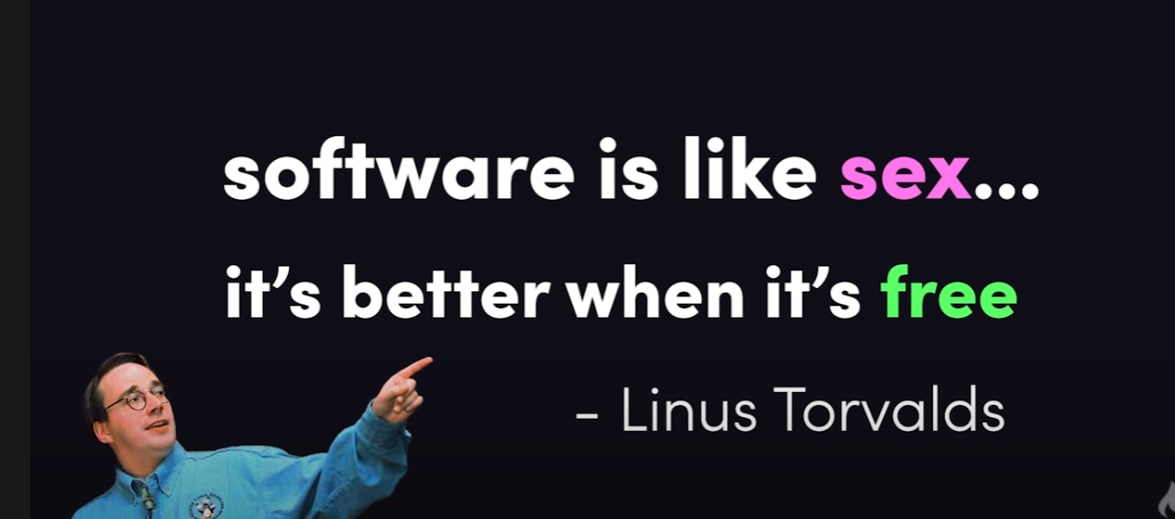 software is like sex...
it's better when it's free
- Linus Torvalds